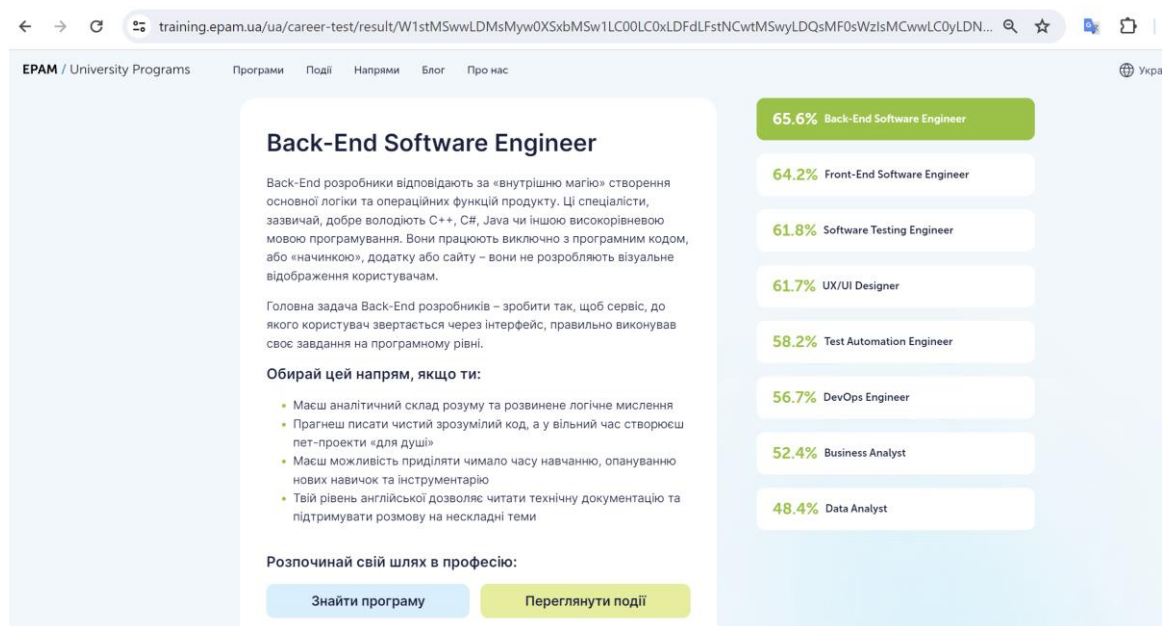 training.epam.ua/ua/career-test/result/W1stMSwwLDMsMyw0XSxbMSw1LC00LC0xLDFdLFstNCwtMSwyLDQsMF0sWzIsMCwwLC0yLDN...
EPAM / University Programs
Програми Події Напрями Блог Про нас
Укра
Back-End Software Engineer
Back-End розробники відповідають за «внутрішню магію» створення
основної логіки та операційних функцій продукту. Ці спеціалісти,
зазвичай, добре володіють C++, C#, Java чи іншою високорівневою
мовою програмування. Вони працюють виключно з програмним кодом,
або «начинкою», додатку або сайту – вони не розробляють візуальне
відображення користувачам.
Головна задача Back-End розробників – зробити так, щоб сервіс, до
якого користувач звертається через інтерфейс, правильно виконував
своє завдання на програмному рівні.
Обирай цей напрям, якщо ти:
• Маєш аналітичний склад розуму та розвинене логічне мислення
• Прагнеш писати чистий зрозумілий код, а у вільний час створюєш
пет-проекти «для душі»
• Маєш можливість приділяти чимало часу навчанню, опануванню
нових навичок та інструментарію
• Твій рівень англійської дозволяє читати технічну документацію та
підтримувати розмову на нескладні теми
Розпочинай свій шлях в професію:
Знайти програму
Переглянути події
65.6% Back-End Software Engineer
64.2% Front-End Software Engineer
61.8% Software Testing Engineer
61.7% UX/UI Designer
58.2% Test Automation Engineer
56.7% DevOps Engineer
52.4% Business Analyst
48.4% Data Analyst